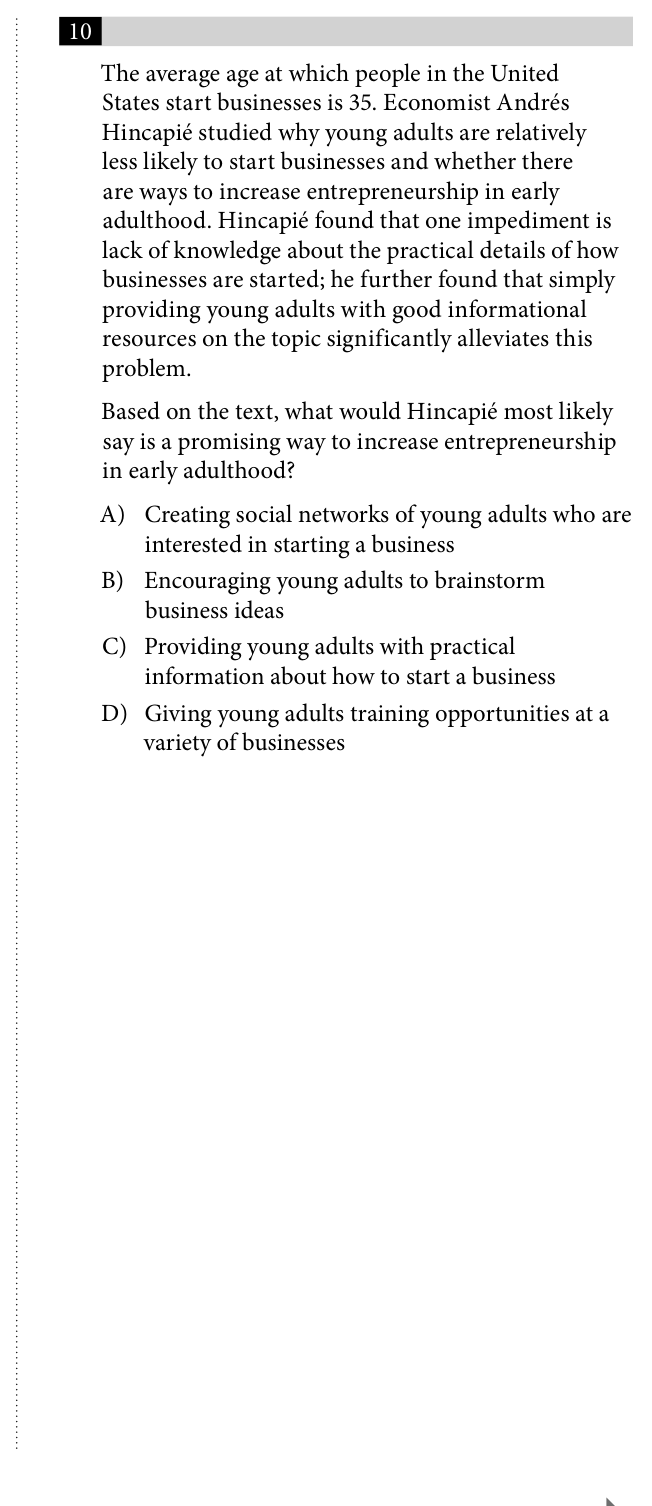 10
The average age at which people in the United
States start businesses is 35. Economist Andrés
Hincapié studied why young adults are relatively
less likely to start businesses and whether there
are ways to increase entrepreneurship in early
adulthood. Hincapié found that one impediment is
lack of knowledge about the practical details of how
businesses are started; he further found that simply
providing young adults with good informational
resources on the topic significantly alleviates this
problem.
Based on the text, what would Hincapié most likely
say is a promising way to increase entrepreneurship
in early adulthood?
A) Creating social networks of young adults who are
interested in starting a business
B) Encouraging young adults to brainstorm
business ideas
C) Providing young adults with practical
information about how to start a business
D) Giving young adults training opportunities at a
variety of businesses